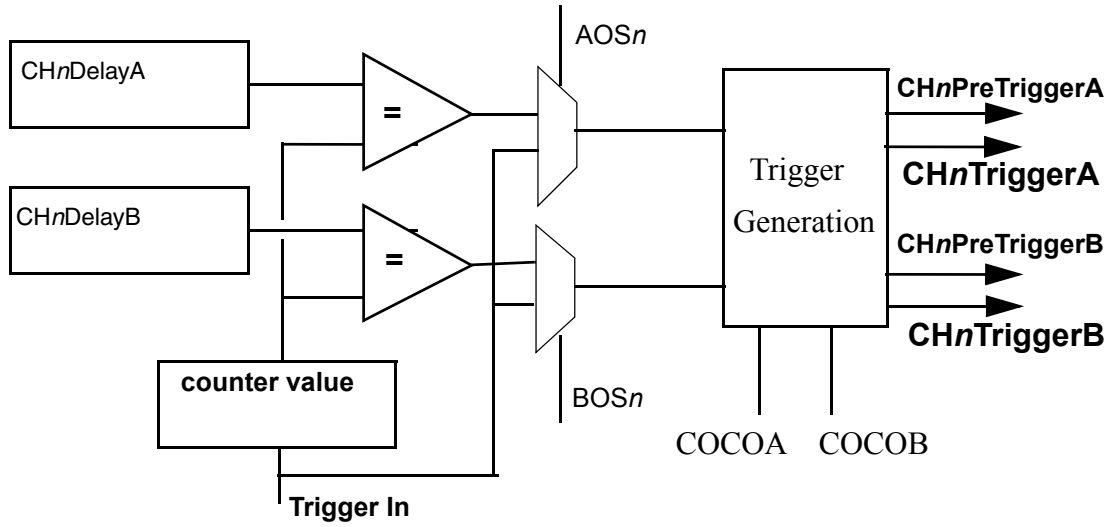 AOSn
CHnDelayA
CHnPreTriggerA
=
CHnTriggerA
Trigger
Generation
CHnDelayB
CHnPreTriggerB
=
CHnTriggerB
counter value
BOSn
COCOA COCOB
Trigger In